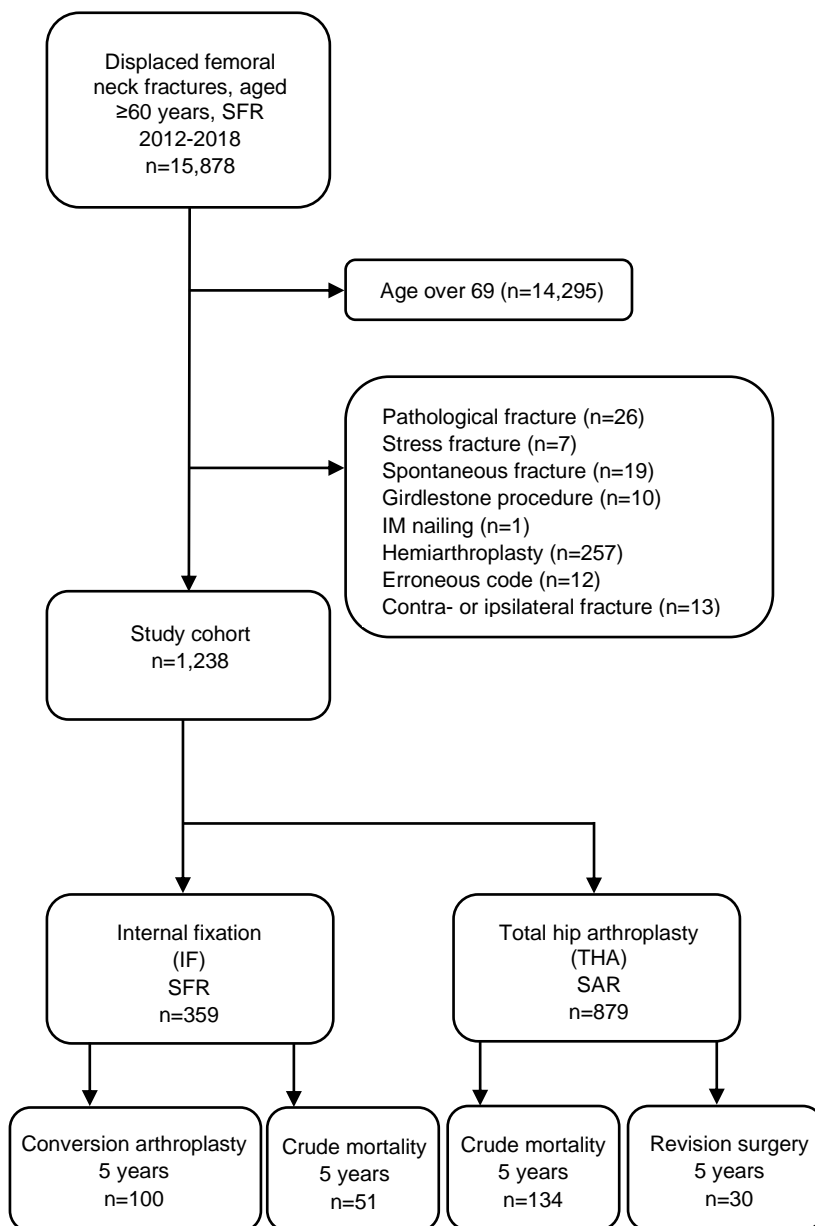 Displaced femoral
neck fractures, aged
≥60 years, SFR
2012-2018
n=15,878
Age over 69 (n=14,295)
Pathological fracture (n=26)
Stress fracture (n=7)
Spontaneous fracture (n=19)
Girdlestone procedure (n=10)
IM nailing (n=1)
Hemiarthroplasty (n=257)
Erroneous code (n=12)
Contra- or ipsilateral fracture (n=13)
Study cohort
n=1,238
Internal fixation
(IF)
SFR
n=359
Total hip arthroplasty
(THA)
SAR
n=879
Conversion arthroplasty
5 years
n=100
Crude mortality
5 years
n=51
Crude mortality
5 years
n=134
Revision surgery
5 years
n=30